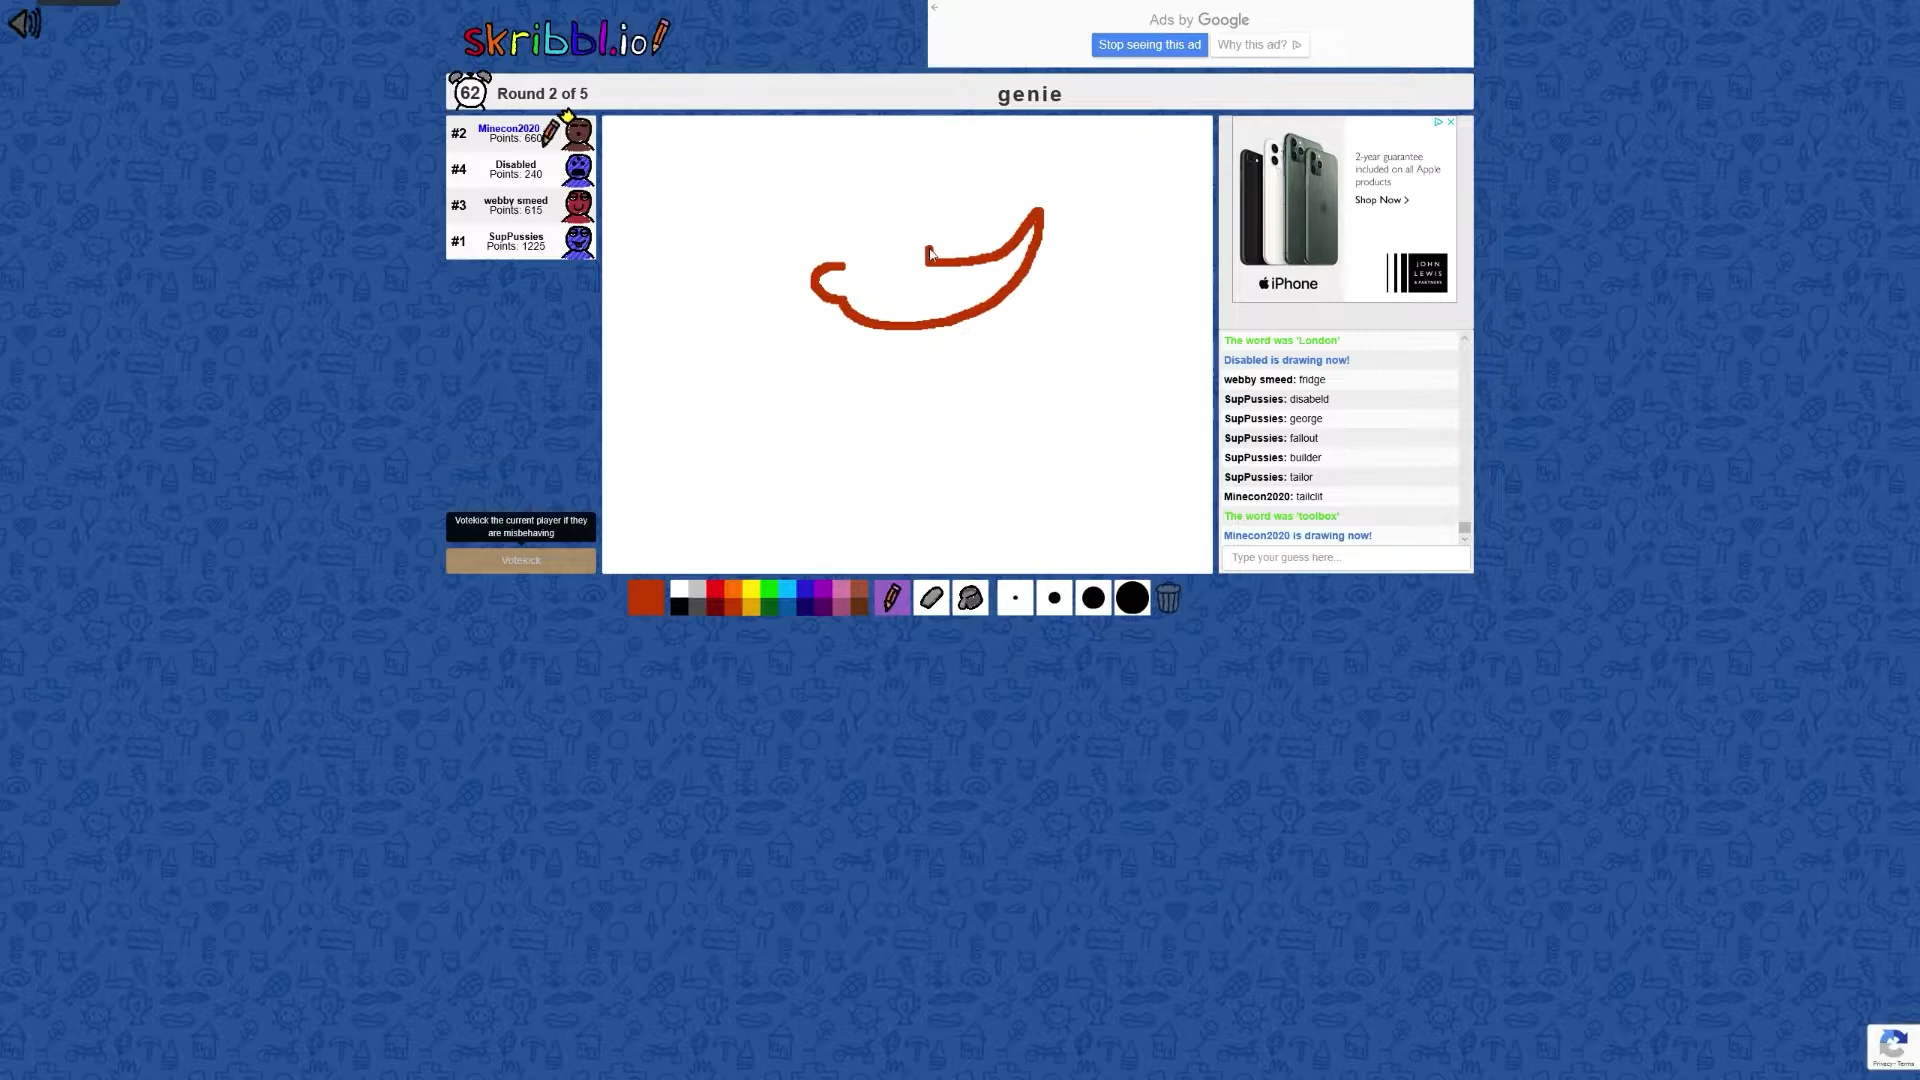 skribbl.io
Ads by Google
Stop seeing this ad
Why this ad?
62
Round 2 of 5
genie
#2
Minecon2020
Points: 660
#4
Disabled
Points: 240
#3
webby smeed
Points: 615
#1
SupPussies
Points: 1225
Votekick the current player if they
are misbehaving
Votekick
2-year guarantee
included on all Apple
products
Shop Now >
iPhone
JOHN
LEWIS
& PARTNERS
The word was 'London'
Disabled is drawing now!
webby smeed: fridge
SupPussies: disabeld
SupPussies: george
SupPussies: fallout
SupPussies: builder
SupPussies: tailor
Minecon2020: tailclit
The word was 'toolbox'
Minecon2020 is drawing now!
Type your guess here...
Privacy - Terms